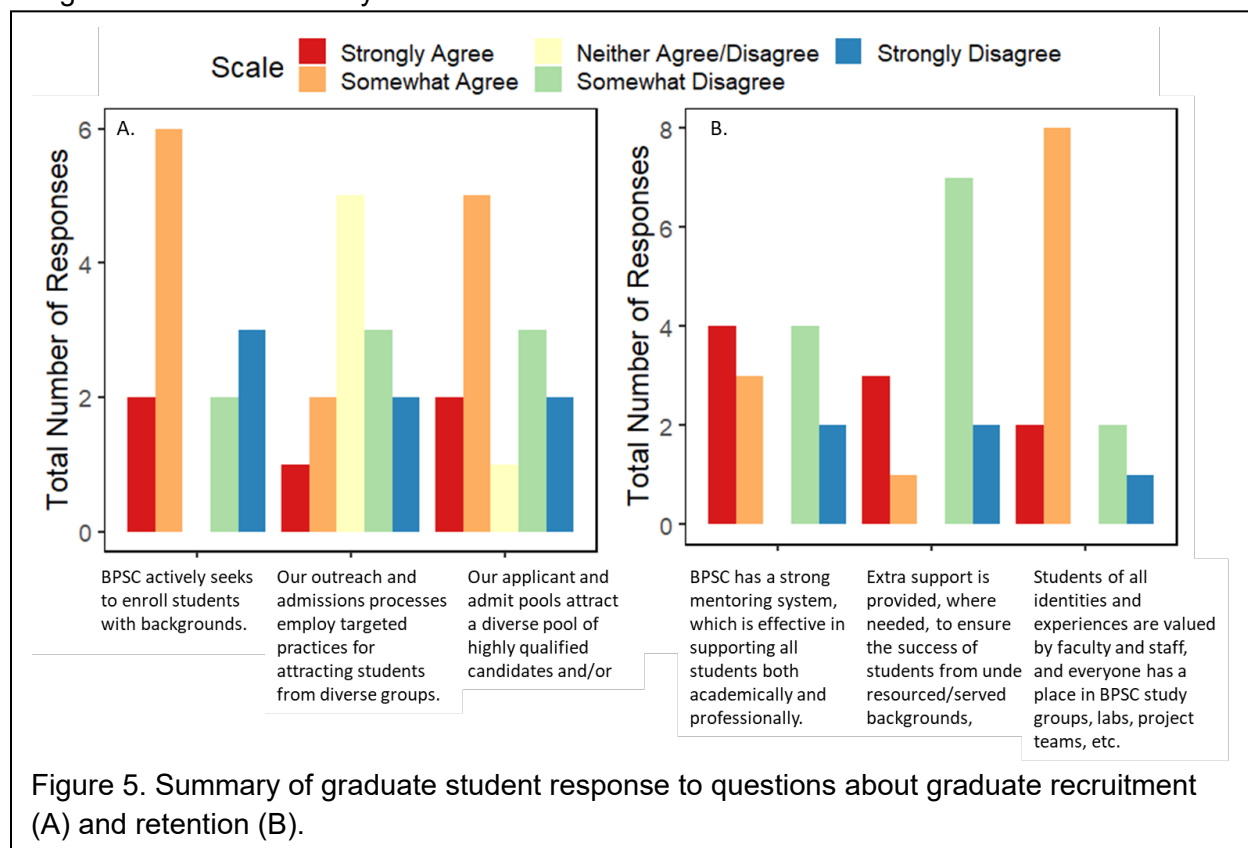 Scale
Strongly Agree
Neither Agree/Disagree
Strongly Disagree
Somewhat Agree
Somewhat Disagree
A.
Total Number of Responses
6
4
2
0
BPSC actively seeks
to enroll students
with backgrounds.
Our outreach and
admissions processes
employ targeted
practices for
attracting students
from diverse groups.
Our applicant and
admit pools attract
a diverse pool of
highly qualified
candidates and/or
B.
Total Number of Responses
8
6
4
2
0
BPSC has a strong
mentoring system,
which is effective in
supporting all
students both
academically and
professionally.
Extra support is
provided, where
needed, to ensure
the success of
students from unde
resourced/served
backgrounds,
Students of all
identities and
experiences are valued
by faculty and staff,
and everyone has a
place in BPSC study
groups, labs, project
teams, etc.
Figure 5. Summary of graduate student response to questions about graduate recruitment
(A) and retention (B).